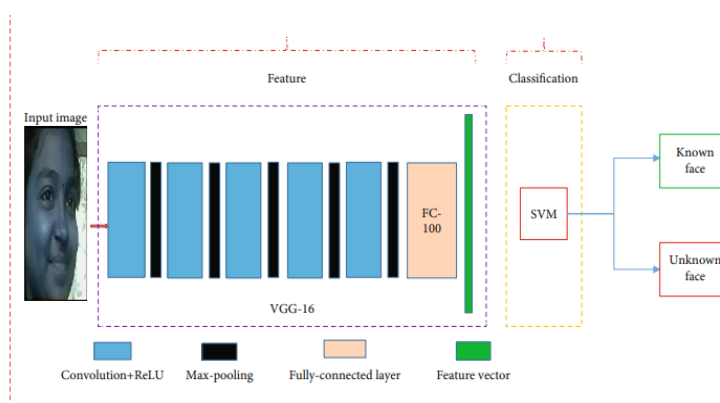 Feature
Classification
Input image
FC-
100
SVM
Known
face
Unknown
face
VGG-16
Convolution+ReLU
Max-pooling
Fully-connected layer
Feature vector